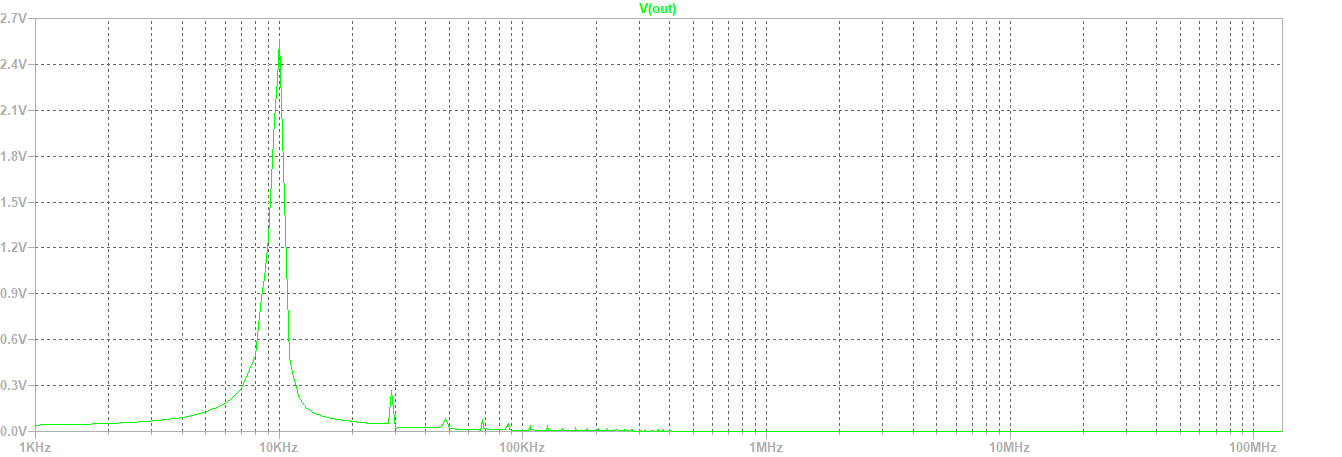 V(out)
2.7V
2.4V
2.1V
1.8V
1.5V
1.2V
0.9V
0.6V
0.3V
0.0V
1KHz 10KHz 100KHz 1MHz 10MHz 100MHz